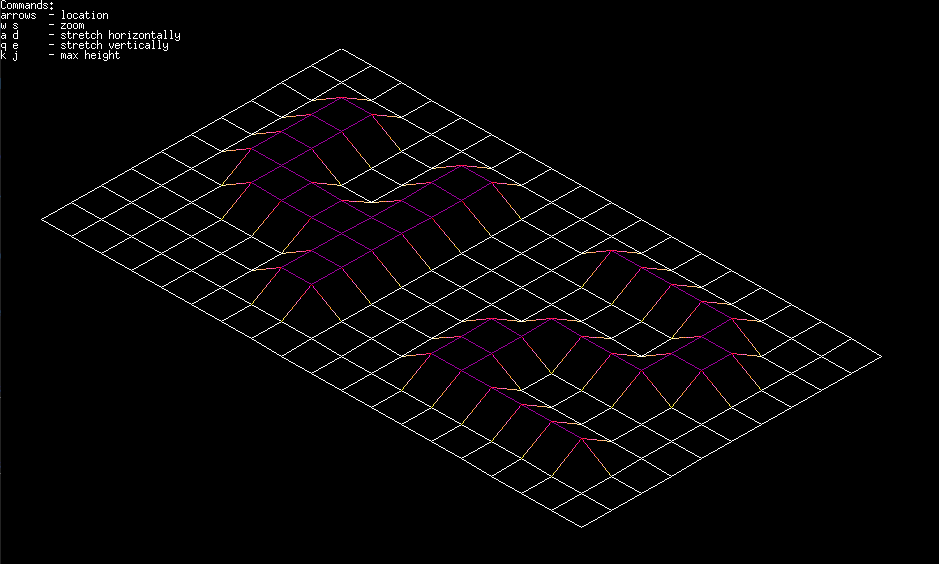 Commands:
arrows - location
w s - zoom
a d - stretch horizontally
q e - stretch vertically
k j - max height